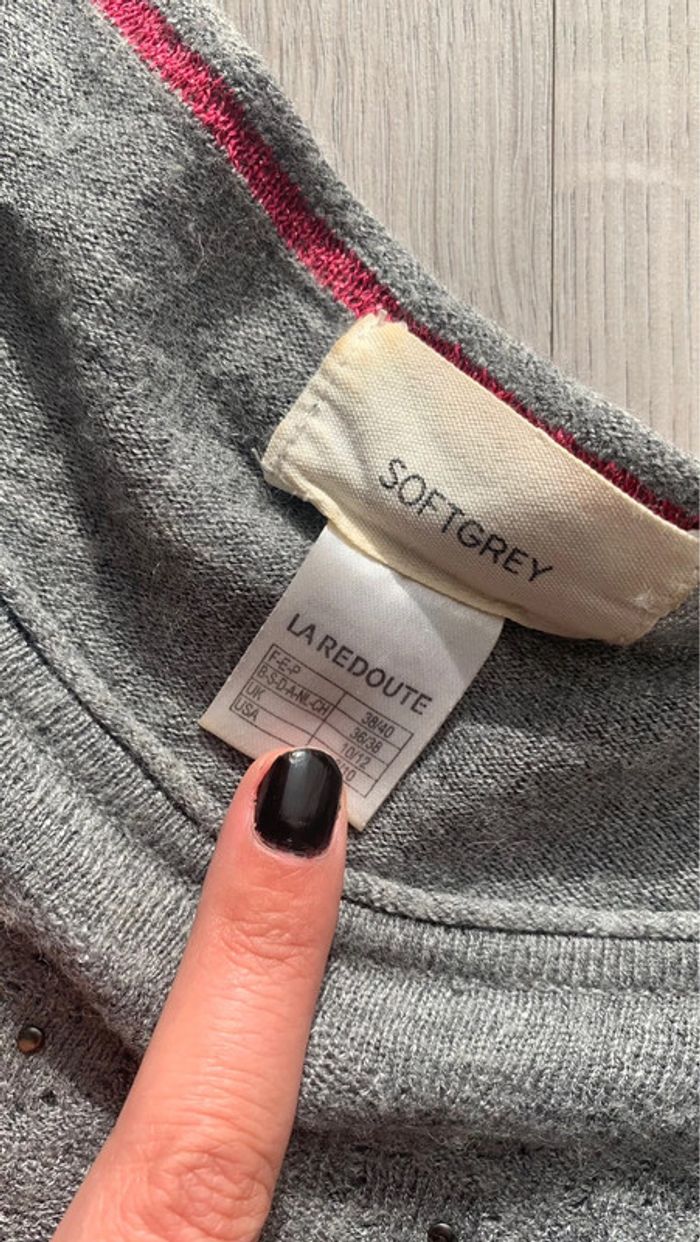 SOFTGREY
LA REDOUTE
F-E-P 38/40
B-S-D-A-NL-CH 36/38
UK 10/12
USA